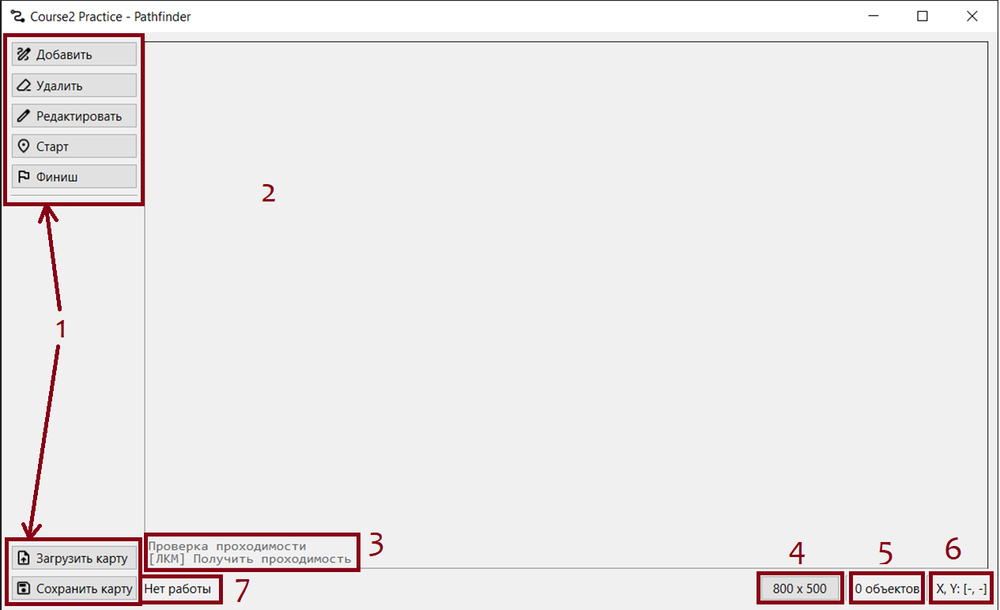 Course2 Practice - Pathfinder
Добавить
Удалить
Редактировать
Старт
Финиш
2
1
Проверка проходимости
[ЛКМ] Получить проходимость
3
4
5
6
Загрузить карту
Сохранить карту
Нет работы
7
800 x 500
0 объектов
X, Y: [-, -]